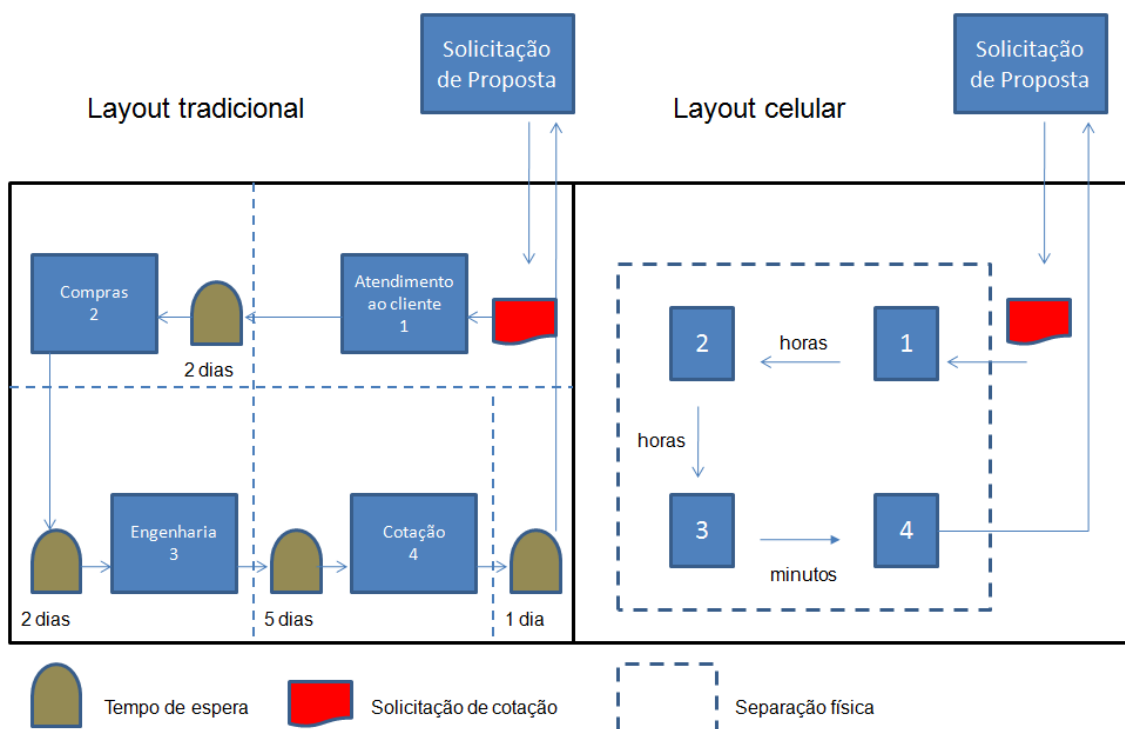 Solicitação
de Proposta
Layout tradicional
Compras
2
2 dias
Atendimento
ao cliente
1
2 dias
Engenharia
3
5 dias
Cotação
4
1 dia
Solicitação
de Proposta
Layout celular
2
horas
1
horas
3
minutos
4
Tempo de espera
Solicitação de cotação
Separação física